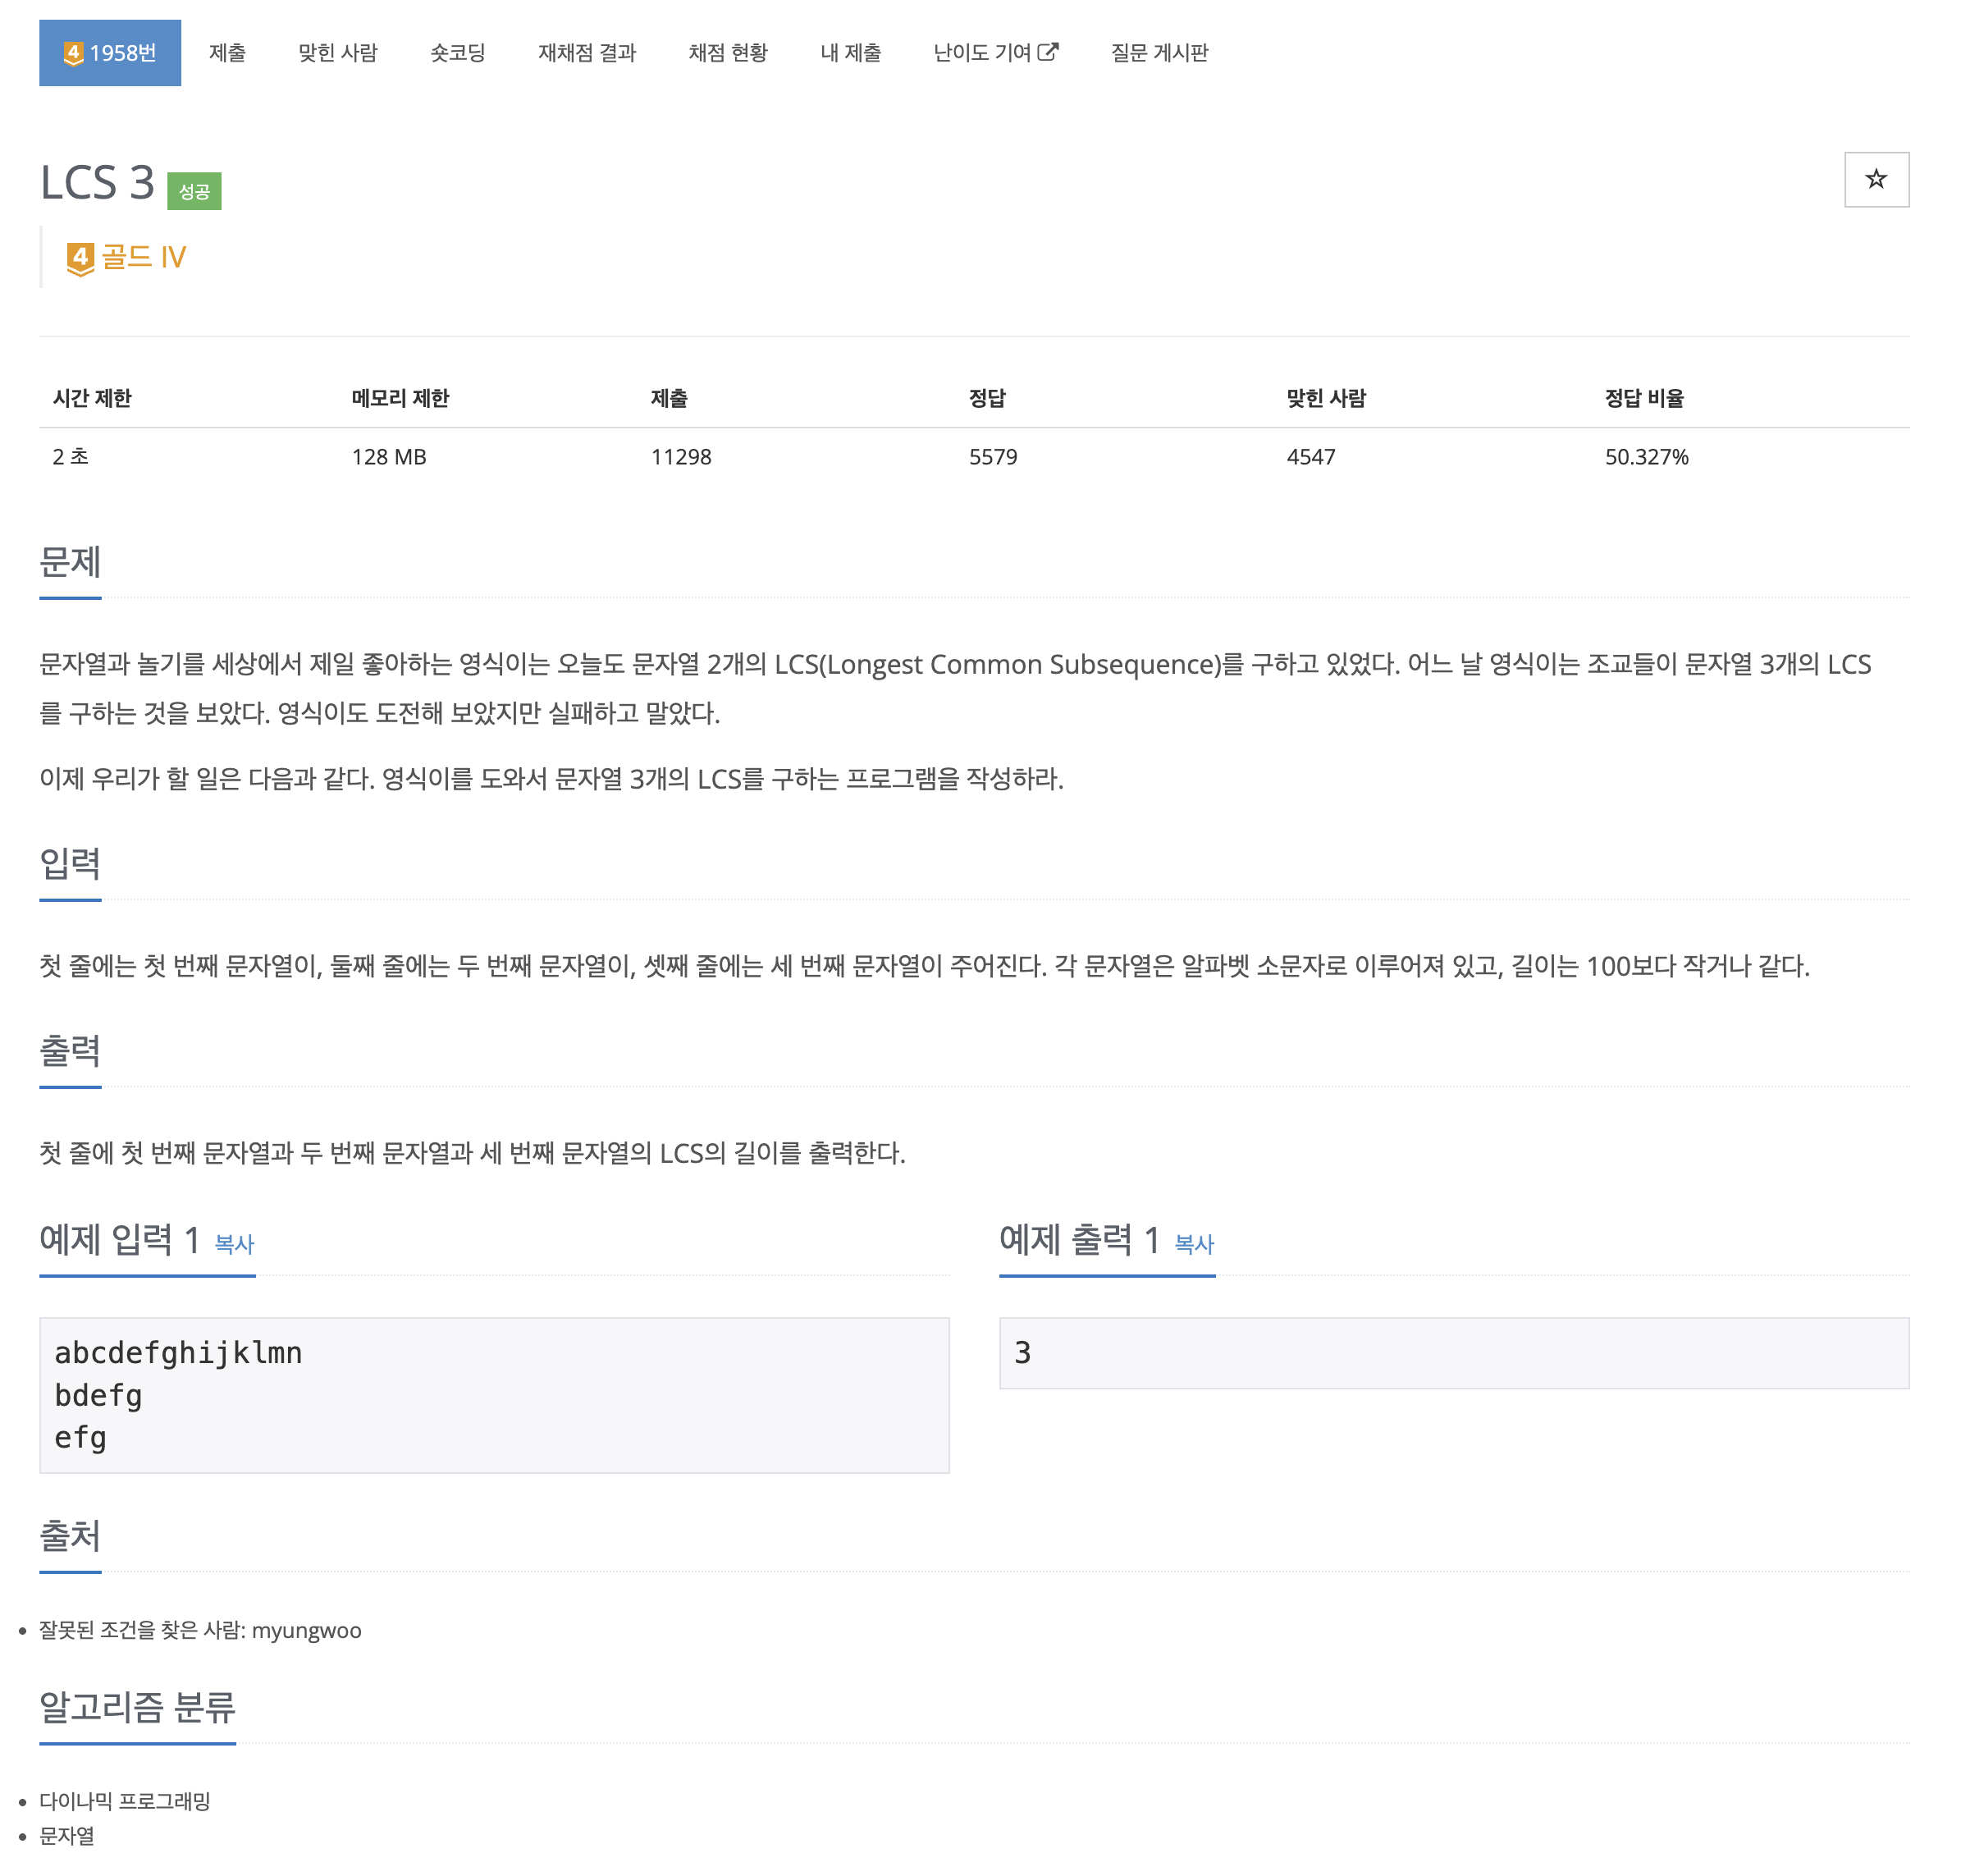 4 1958번 제출 맞힌 사람 숏코딩 재채점 결과 채점 현황 내 제출 난이도 기여 질문 게시판
LCS 3 성공
4 골드 IV
시간 제한 메모리 제한 제출 정답 맞힌 사람 정답 비율
2 초 128 MB 11298 5579 4547 50.327%
문제
문자열과 놀기를 세상에서 제일 좋아하는 영식이는 오늘도 문자열 2개의 LCS(Longest Common Subsequence)를 구하고 있었다. 어느 날 영식이는 조교들이 문자열 3개의 LCS
를 구하는 것을 보았다. 영식이도 도전해 보았지만 실패하고 말았다.
이제 우리가 할 일은 다음과 같다. 영식이를 도와서 문자열 3개의 LCS를 구하는 프로그램을 작성하라.
입력
첫 줄에는 첫 번째 문자열이, 둘째 줄에는 두 번째 문자열이, 셋째 줄에는 세 번째 문자열이 주어진다. 각 문자열은 알파벳 소문자로 이루어져 있고, 길이는 100보다 작거나 같다.
출력
첫 줄에 첫 번째 문자열과 두 번째 문자열과 세 번째 문자열의 LCS의 길이를 출력한다.
예제 입력 1 복사
abcdefghijklmn
bdefg
efg
예제 출력 1 복사
3
출처
잘못된 조건을 찾은 사람: myungwoo
알고리즘 분류
다이나믹 프로그래밍
문자열